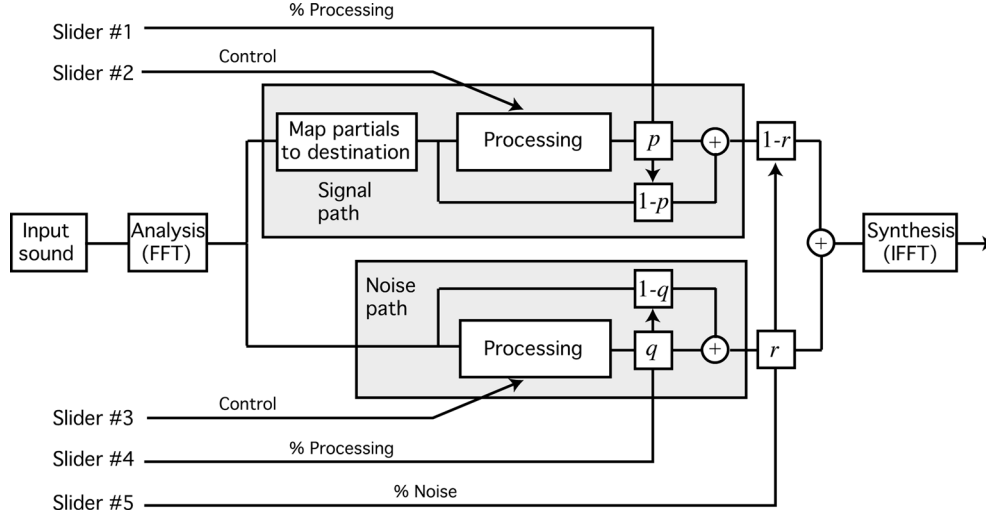 % Processing
Slider #1
Control
Slider #2
Map partials
to destination
Processing
p
+
1-r
Signal
path
1-p
Input
sound
Analysis
(FFT)
+
Synthesis
(IFFT)
Noise
path
1-q
Processing
q
+
r
Control
Slider #3
% Processing
Slider #4
% Noise
Slider #5